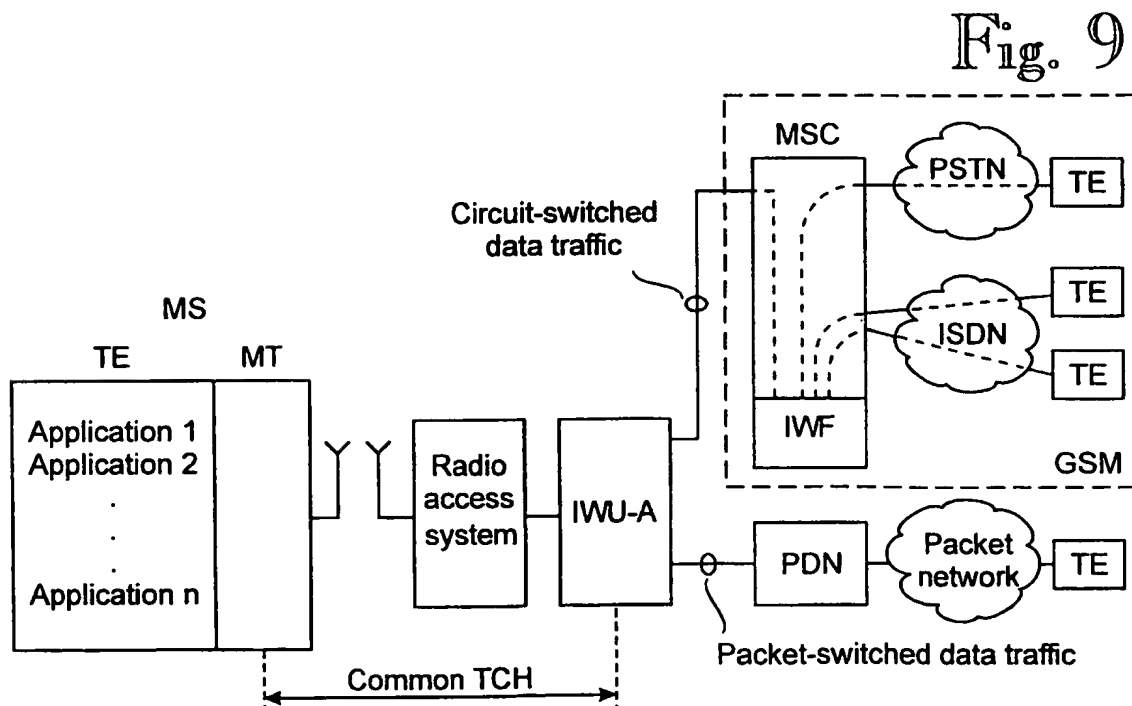 Fig. 9
MSC
PSTN
TE
Circuit-switched
data traffic
MS
TE
MT
TE
ISDN
TE
Application 1
Application 2
.
.
.
Application n
Radio
access
system
IWU-A
IWF
GSM
PDN
Packet
network
TE
Packet-switched data traffic
Common TCH